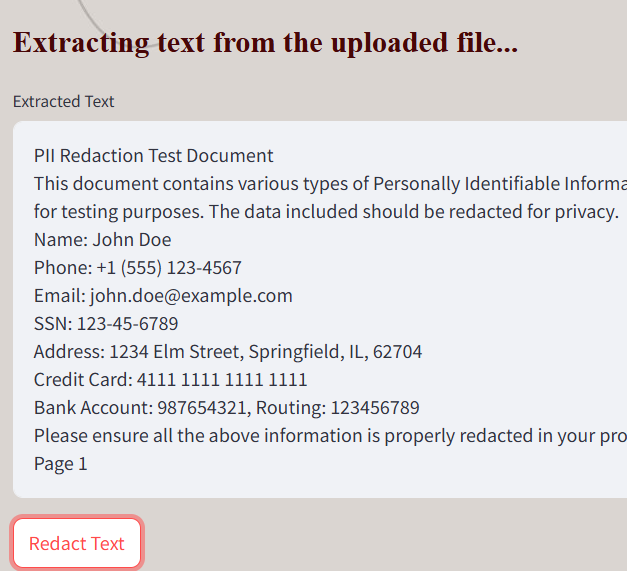 Extracting text from the uploaded file...
Extracted Text
PII Redaction Test Document
This document contains various types of Personally Identifiable
for testing purposes. The data included should be redacted for privacy.
Name: John Doe
Phone: +1 (555) 123-4567
Email: john.doe@example.com
SSN: 123-45-6789
Address: 1234 Elm Street, Springfield, IL, 62704
Credit Card: 4111 1111 1111 1111
Bank Account: 987654321, Routing: 123456789
Please ensure all the above information is properly redacted in your
Page 1
Redact Text